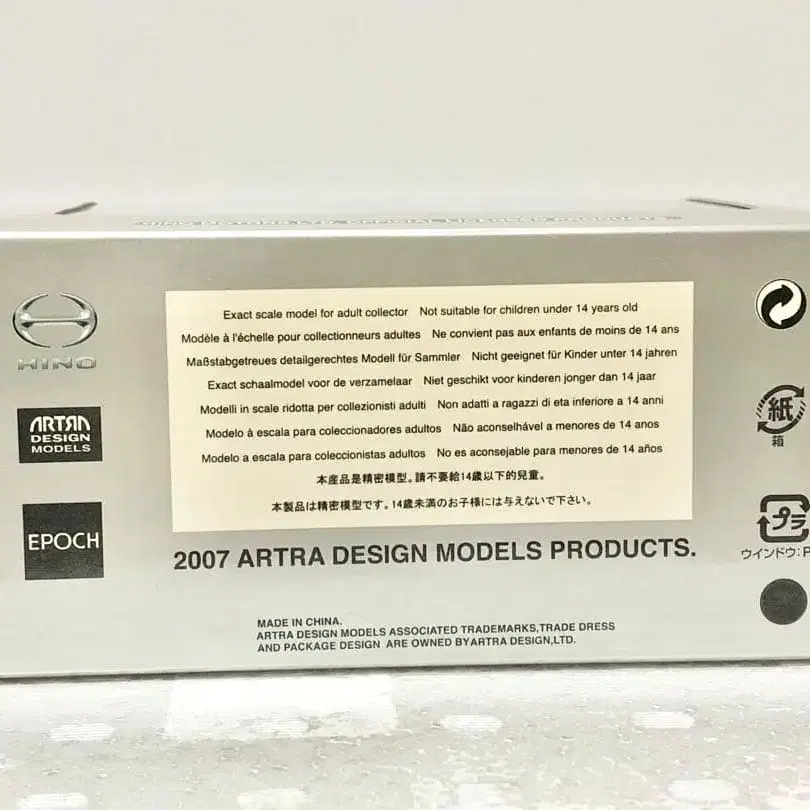 HINO MOTORS LTD. OFFICIAL LICENSED PRODUCTS.
HINO
ARTRA
DESIGN
MODELS
EPOCH
Exact scale model for adult collector Not suitable for children under 14 years old
Modèle à l'échelle pour collectionneurs adultes Ne convient pas aux enfants de moins de 14 ans
Maßstabgetreues detailgerechtes Modell für Sammler Nicht geeignet für Kinder unter 14 jahren
Exact schaalmodel voor de verzamelaar Niet geschikt voor kinderen jonger dan 14 jaar
Modelli in scale ridotta per collezionisti adulti Non adatti a ragazzi di eta inferiore a 14 anni
Modelo à escala para coleccionadores adultos Não aconselhável a menores de 14 anos
Modelo a escala para coleccionistas adultos No es aconsejable para menores de 14 años
本産品是精密模型。請不要給14歲以下的兒童。
本製品は精密模型です。14歳未満のお子様には与えないで下さい。
2007 ARTRA DESIGN MODELS PRODUCTS.
MADE IN CHINA.
ARTRA DESIGN MODELS ASSOCIATED TRADEMARKS,TRADE DRESS
AND PACKAGE DESIGN ARE OWNED BYARTRA DESIGN,LTD.
紙
箱
プラ
ウインドウ:P